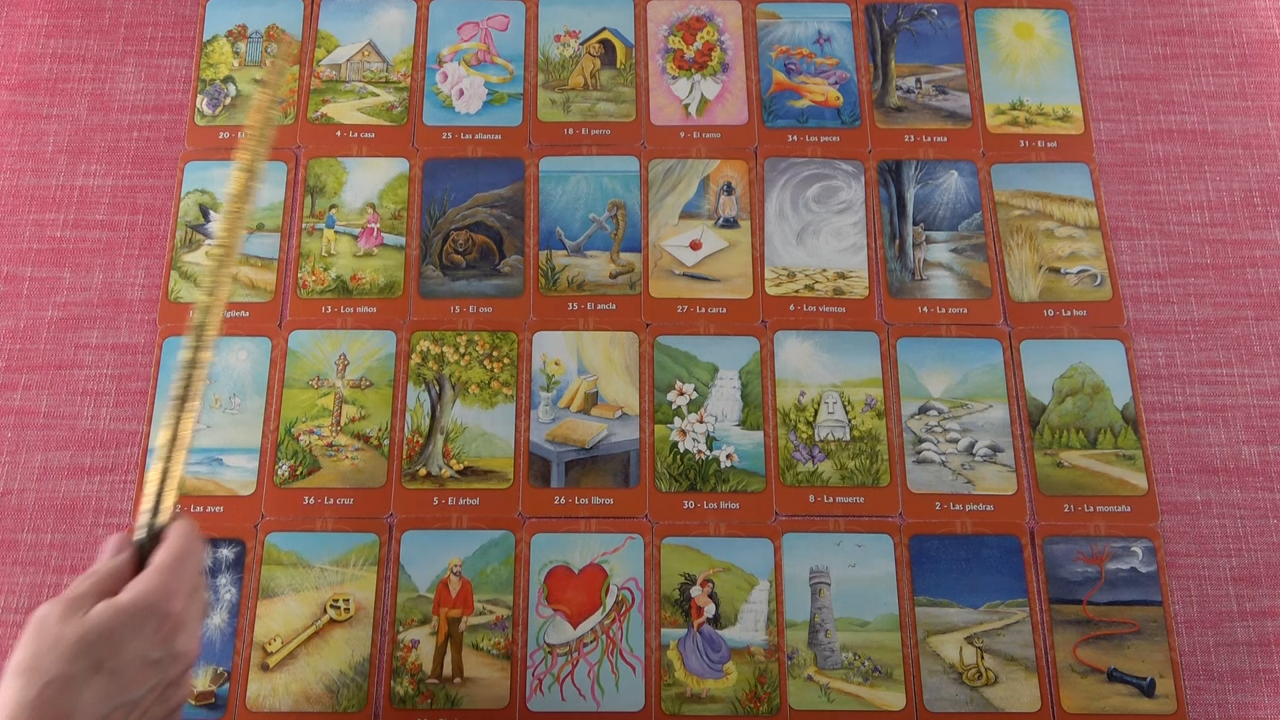 20 - El
4 - La casa
25 - Las alianzas
18 - El perro
9 - El ramo
34 - Los peces
23 - La rata
31 - El sol
13 - Los niños
15 - El oso
35 - El ancla
27 - La carta
6 - Los vientos
14 - La zorra
10 - La hoz
2 - Las aves
36 - La cruz
5 - El árbol
26 - Los libros
30 - Los lirios
8 - La muerte
2 - Las piedras
21 - La montaña